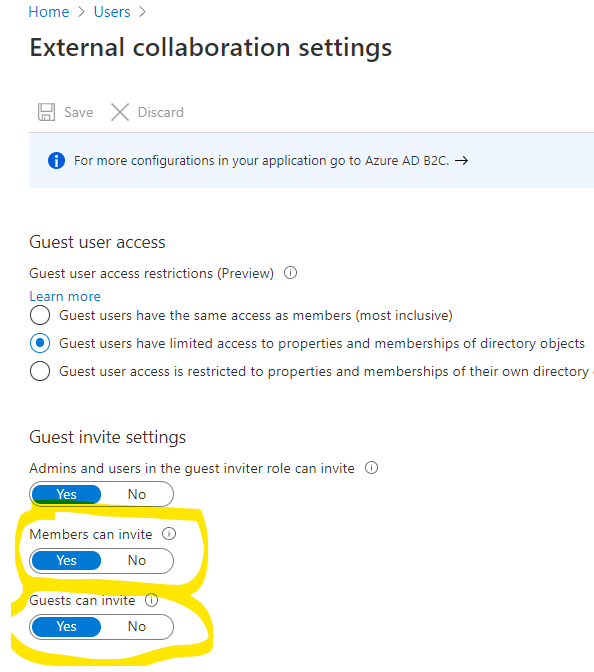 Home > Users >
External collaboration settings
Save Discard
For more configurations in your application go to Azure AD B2C. →
Guest user access
Guest user access restrictions (Preview)
Learn more
Guest users have the same access as members (most inclusive)
Guest users have limited access to properties and memberships of directory objects
Guest user access is restricted to properties and memberships of their own directory
Guest invite settings
Admins and users in the guest inviter role can invite
Yes No
Members can invite
Yes No
Guests can invite
Yes No